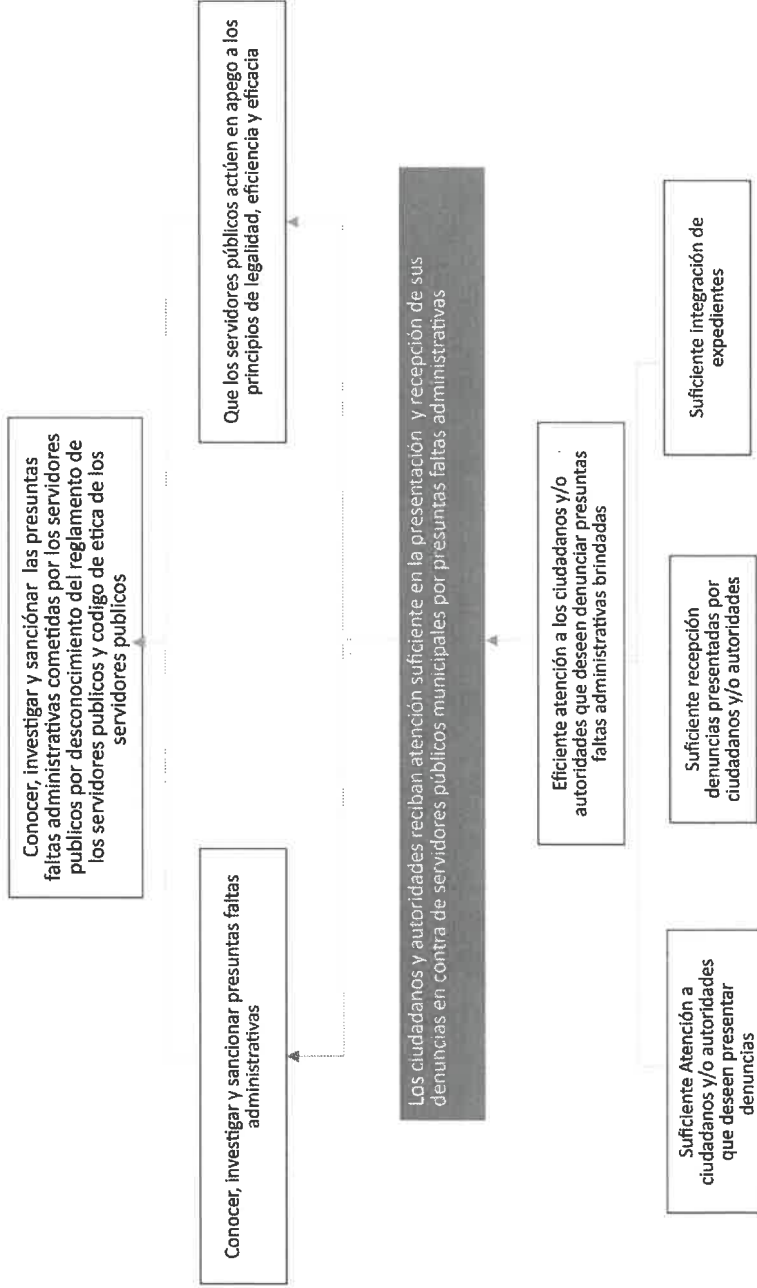 Conocer, investigar y sanciónar las presuntas
faltas administrativas cometidas por los servidores
publicos por desconocimiento del reglamento de
los servidores publicos y codigo de etica de los
servidores publicos
Conocer, investigar y sancionar presuntas faltas
administrativas
Que los servidores públicos actúen en apego a los
principios de legalidad, eficiencia y eficacia
Los ciudadanos y autoridades reciban atención suficiente en la presentación y recepción de sus
denuncias en contra de servidores públicos municipales por presuntas faltas administrativas
Eficiente atención a los ciudadanos y/o
autoridades que deseen denunciar presuntas
faltas administrativas brindadas
Suficiente Atención a
ciudadanos y/o autoridades
que deseen presentar
denuncias
Suficiente recepción
denuncias presentadas por
ciudadanos y/o autoridades
Suficiente integración de
expedientes